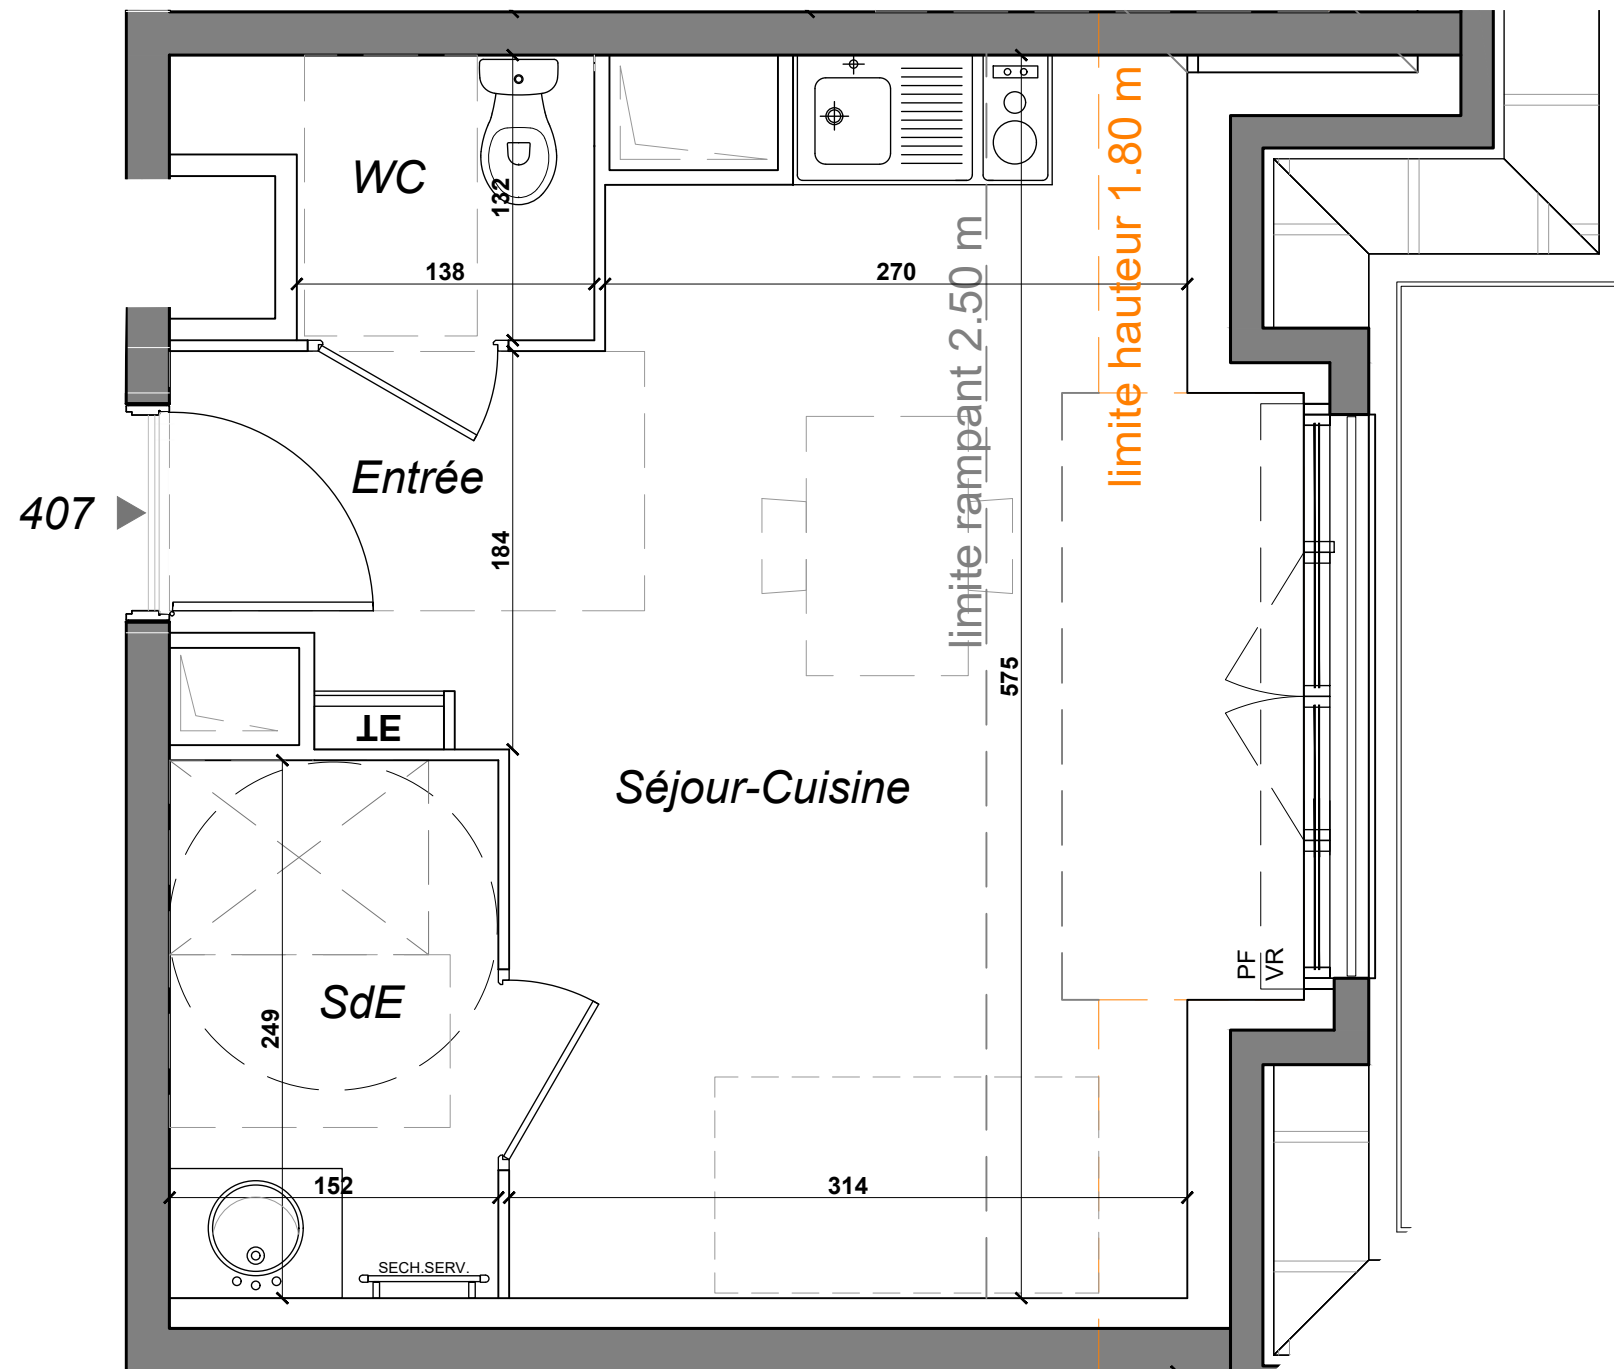 WC
132
138
270
limite rampant 2.50 m
limite hauteur 1.80 m
Entrée
407
184
575
TE
Séjour-Cuisine
PF
VR
SdE
249
152
314
SECH.SERV.